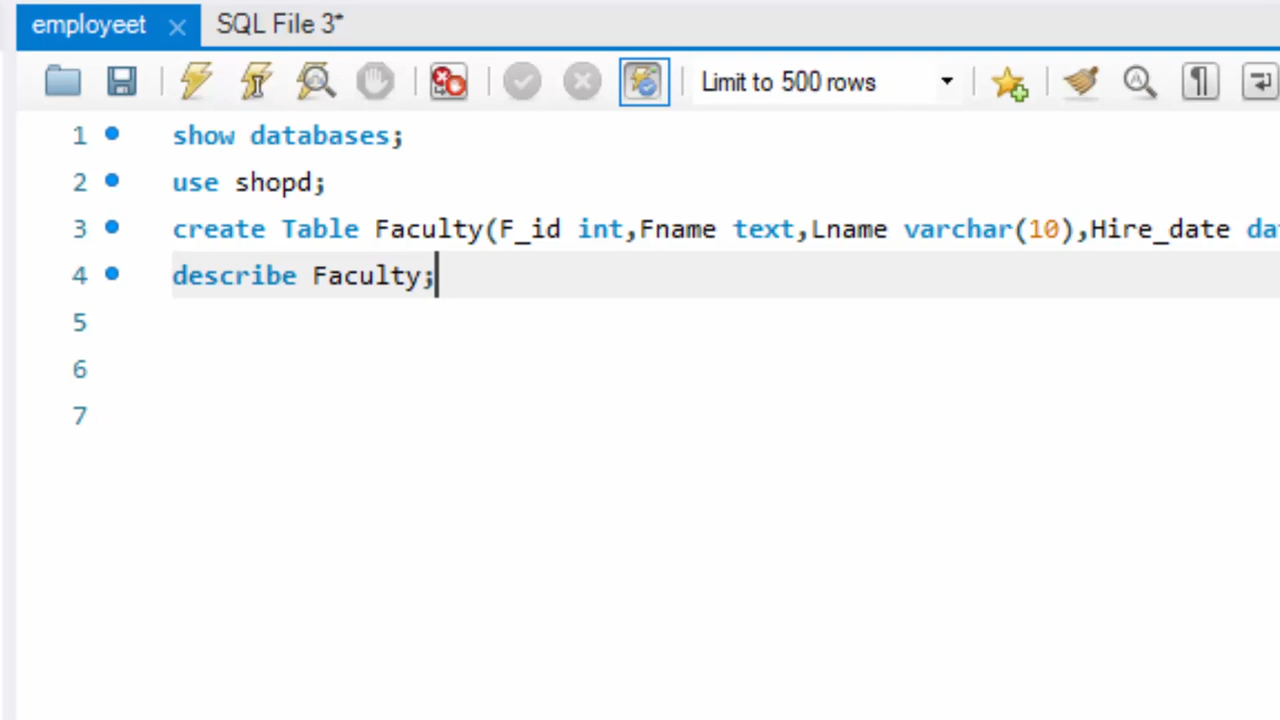 employeet SQL File 3*
Limit to 500 rows
1 show databases;
2 use shopd;
3 create Table Faculty(F_id int,Fname text,Lname varchar(10),Hire_date da
4 describe Faculty;
5
6
7